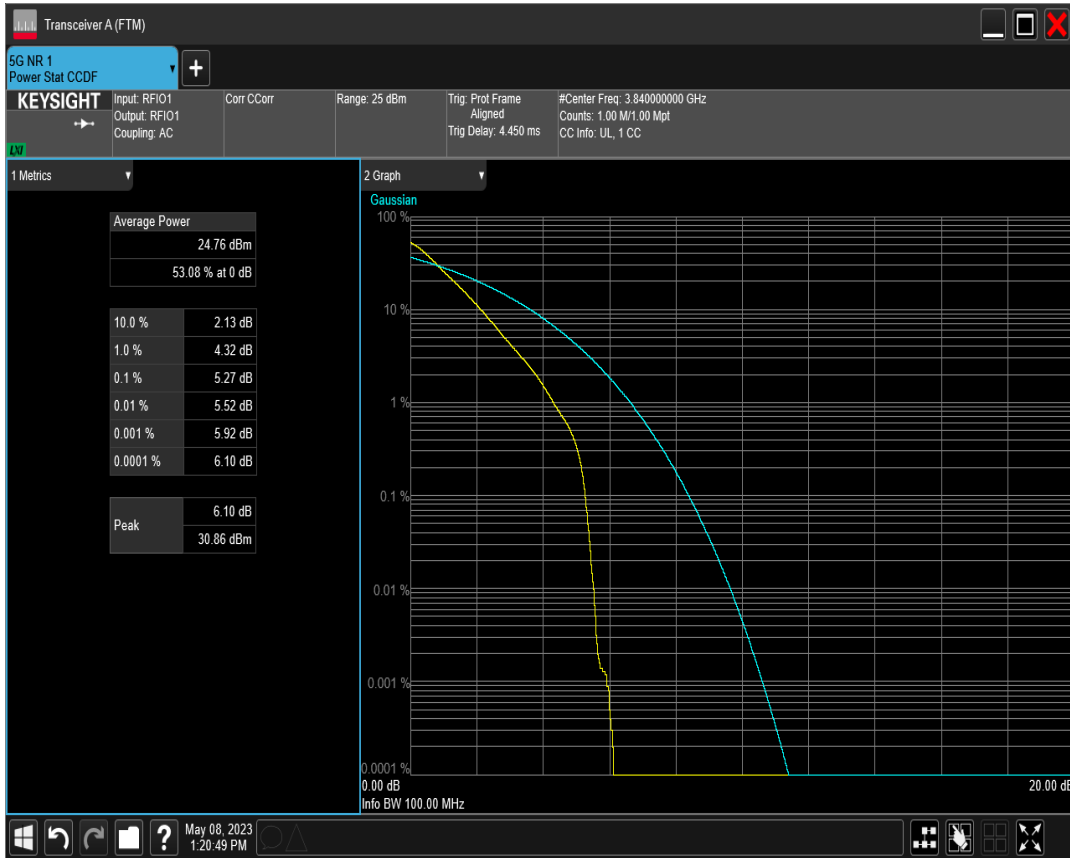 Transceiver A (FTM)
5G NR 1
Power Stat CCDF
KEYSIGHT
LXI
Input: RFIO1
Output: RFIO1
Coupling: AC
Corr CCorr
Range: 25 dBm
Trig: Prot Frame
Aligned
Trig Delay: 4.450 ms
#Center Freq: 3.840000000 GHz
Counts: 1.00 M/1.00 Mpt
CC Info: UL, 1 CC
1 Metrics
Average Power
24.76 dBm
53.08 % at 0 dB
10.0 % 2.13 dB
1.0 % 4.32 dB
0.1 % 5.27 dB
0.01 % 5.52 dB
0.001 % 5.92 dB
0.0001 % 6.10 dB
Peak 6.10 dB
30.86 dBm
2 Graph
Gaussian
100 %
10 %
1 %
0.1 %
0.01 %
0.001 %
0.0001 %
0.00 dB 20.00 dB
Info BW 100.00 MHz
? May 08, 2023
1:20:49 PM